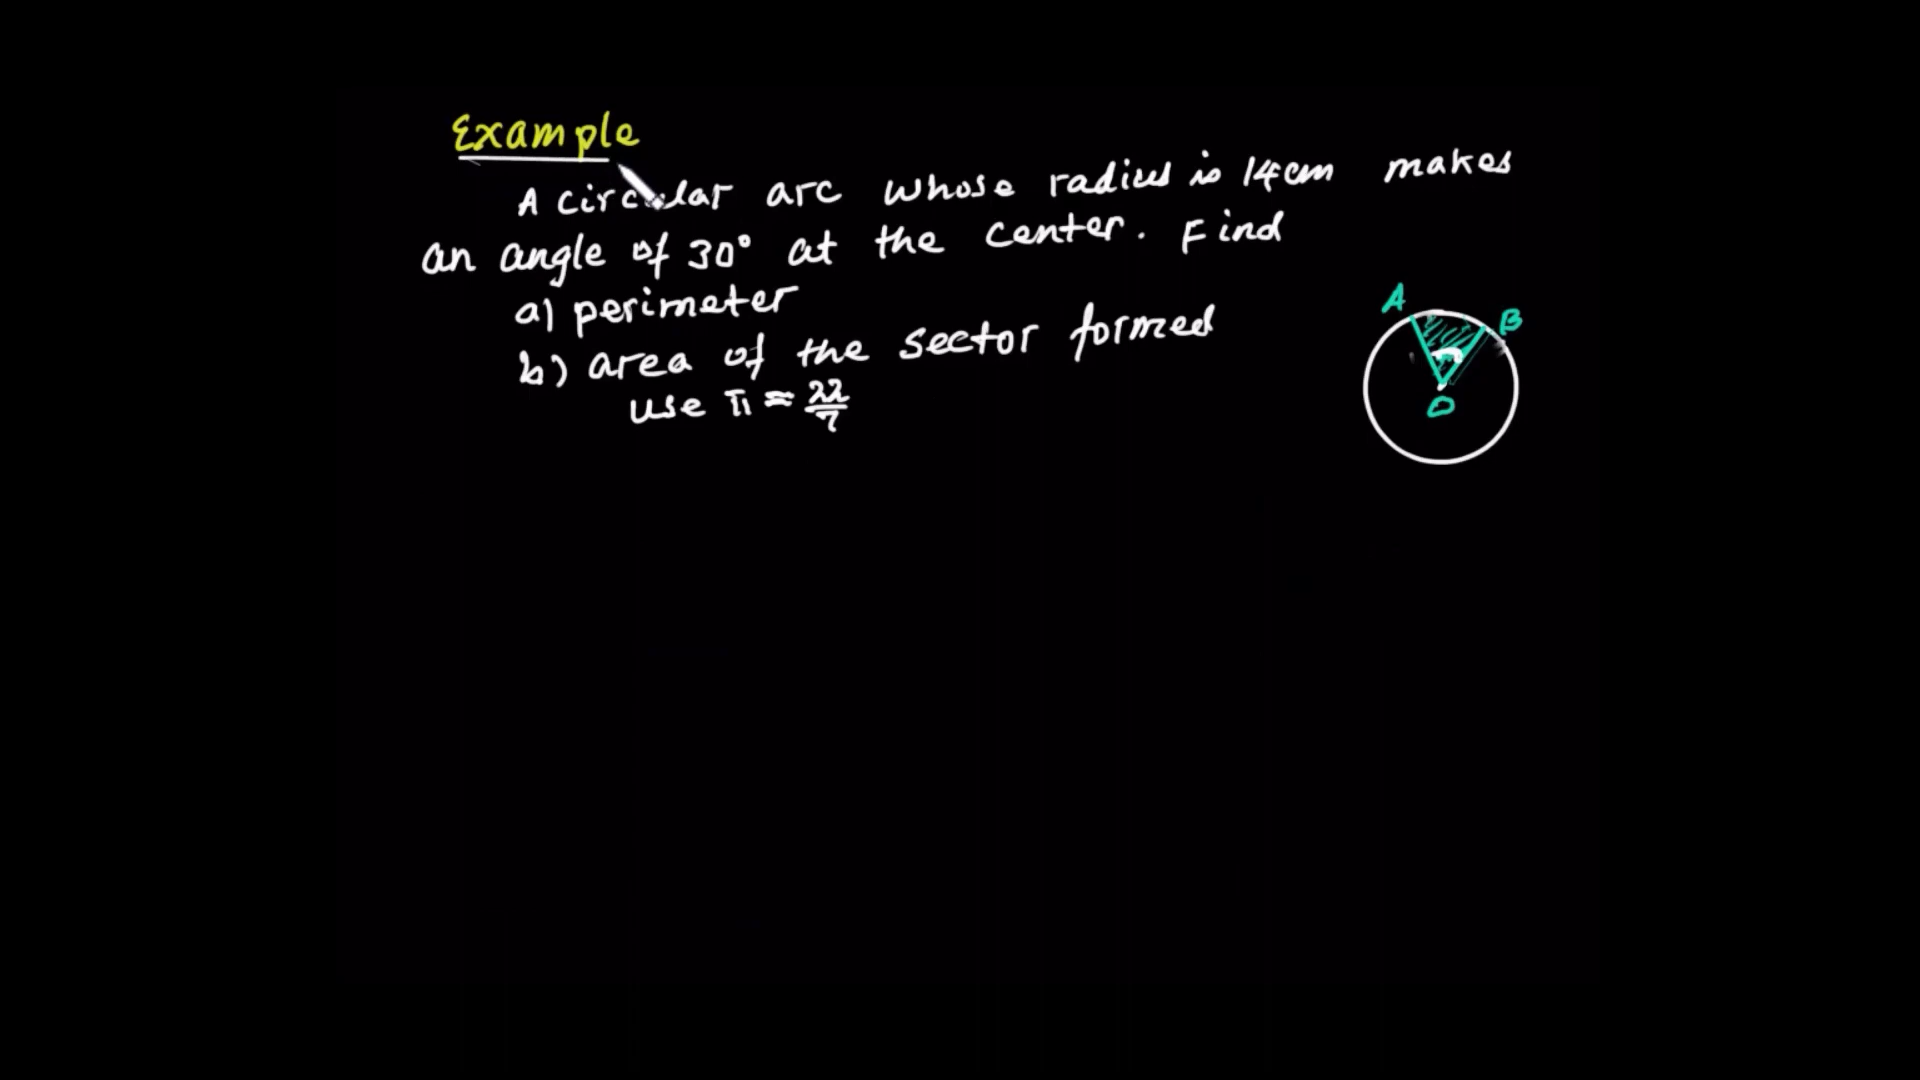 Example
A circular arc whose radius is 14cm makes
an angle of 30° at the center. Find
a) perimeter
b) area of the sector formed
use π = 22/7
A
B
O